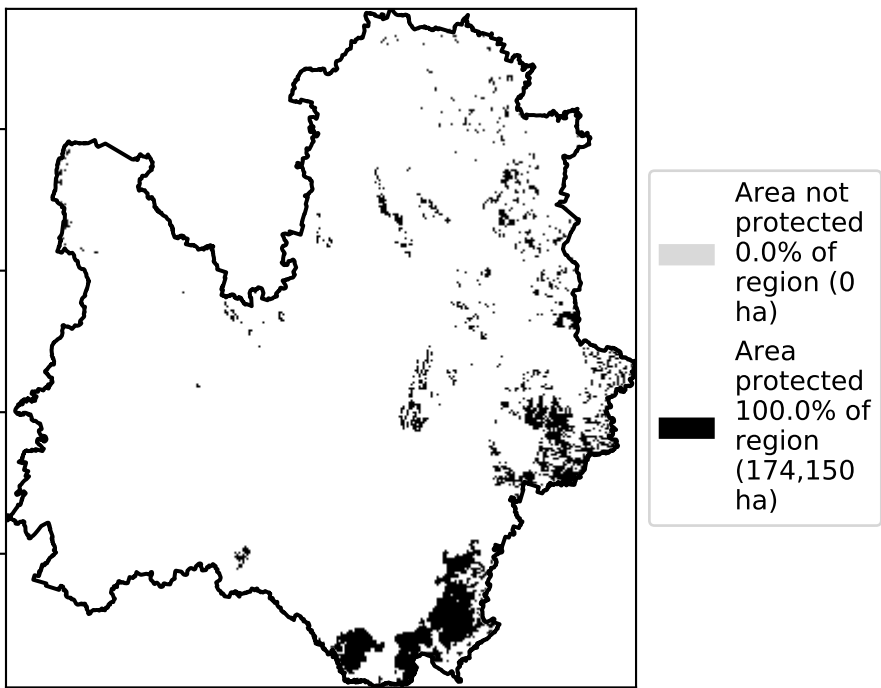 Area not
protected
0.0% of
region (0
ha)
Area
protected
100.0% of
region
(174,150
ha)